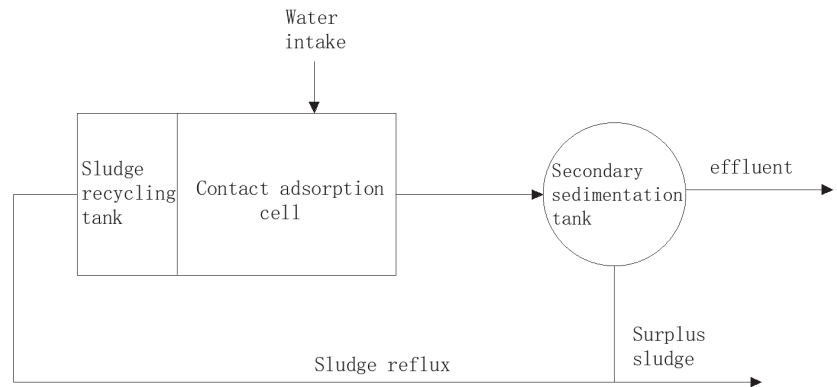 Water
intake
Sludge
recycling
tank
Contact adsorption
cell
Secondary
sedimentation
tank
effluent
Surplus
sludge
Sludge reflux